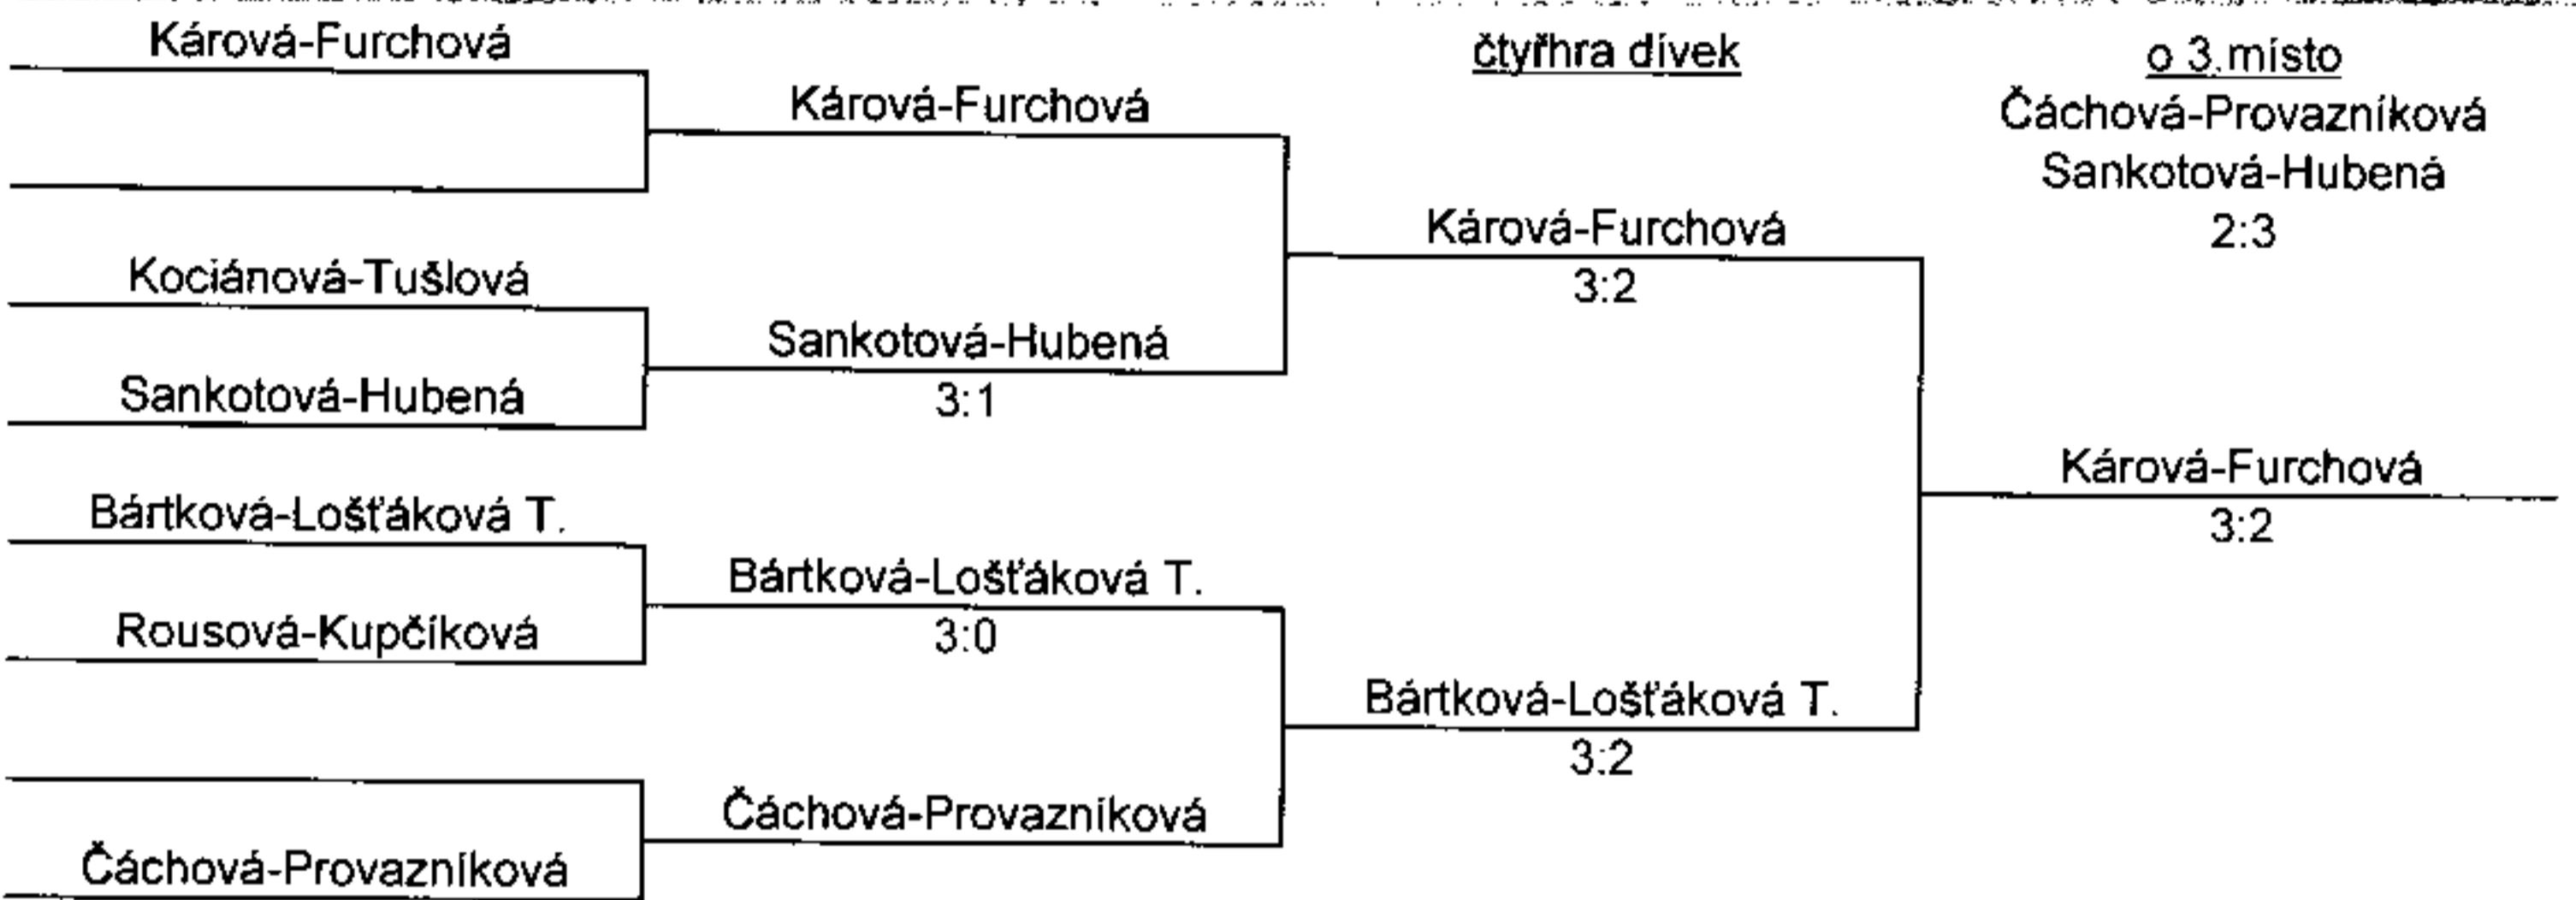 Kárová-Furchová
Kociánová-Tušlová
Sankotová-Hubená
Bártková-Lošťáková T.
Rousová-Kupčíková
Čáchová-Provazníková
Kárová-Furchová
Sankotová-Hubená
3:1
Bártková-Lošťáková T.
3:0
Čáchová-Provazníková
čtyřhra dívek
Kárová-Furchová
3:2
Bártková-Lošťáková T.
3:2
o 3.místo
Čáchová-Provazníková
Sankotová-Hubená
2:3
Kárová-Furchová
3:2